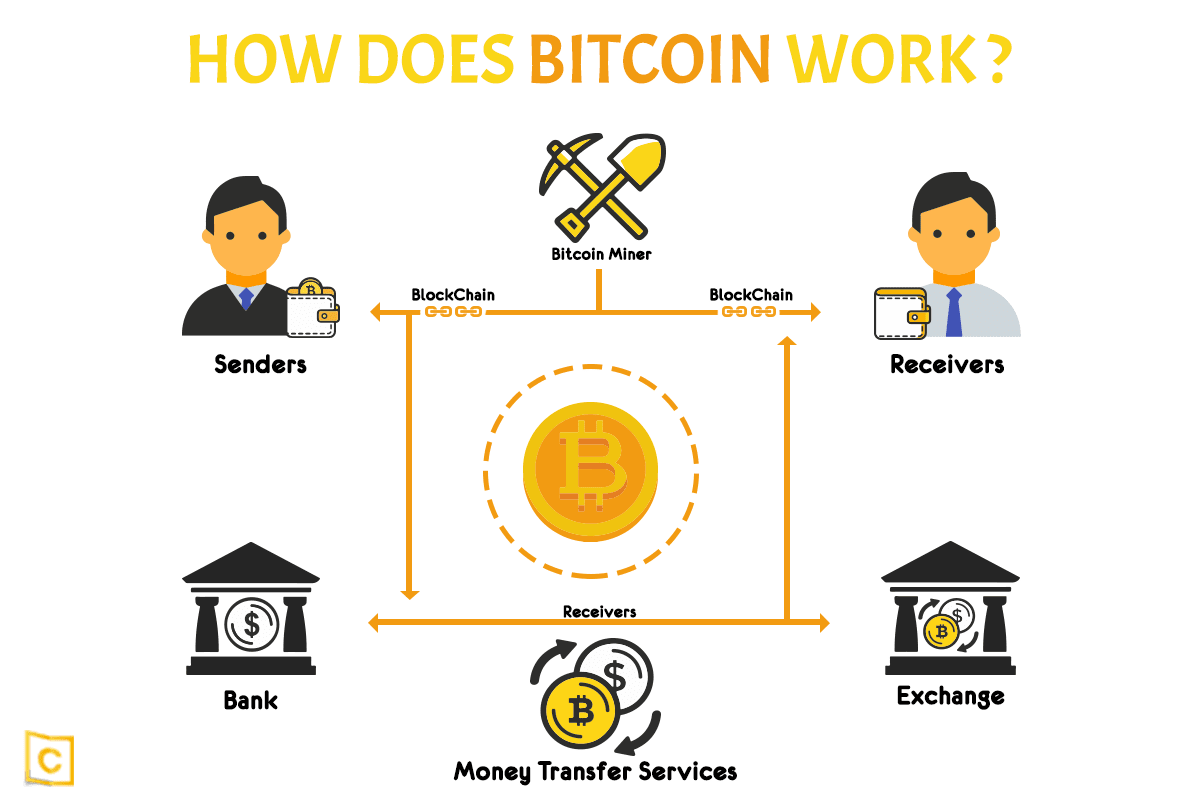 HOW DOES BITCOIN WORK?
Bitcoin Miner
BlockChain
BlockChain
Senders
Receivers
Receivers
Bank
Exchange
Money Transfer Services
C